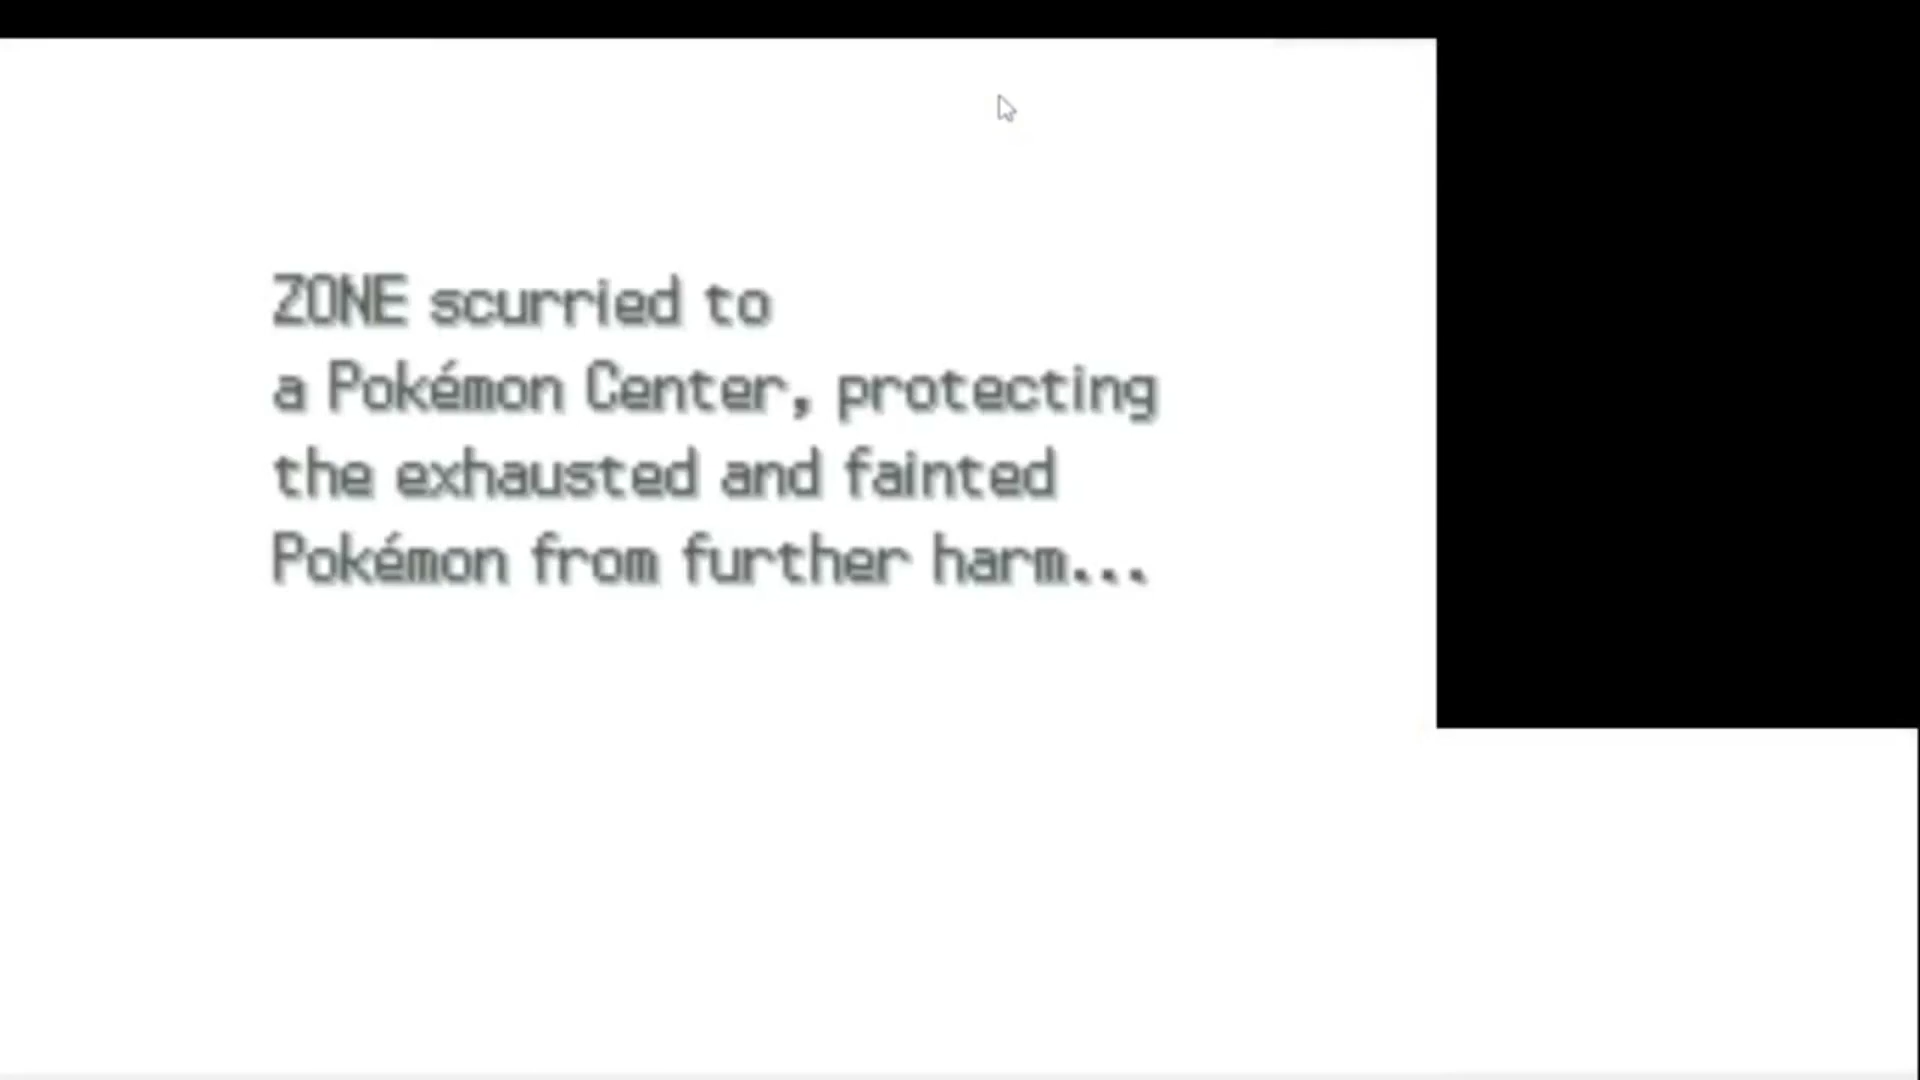 ZONE scurried to
a Pokémon Center, protecting
the exhausted and fainted
Pokémon from further harm...